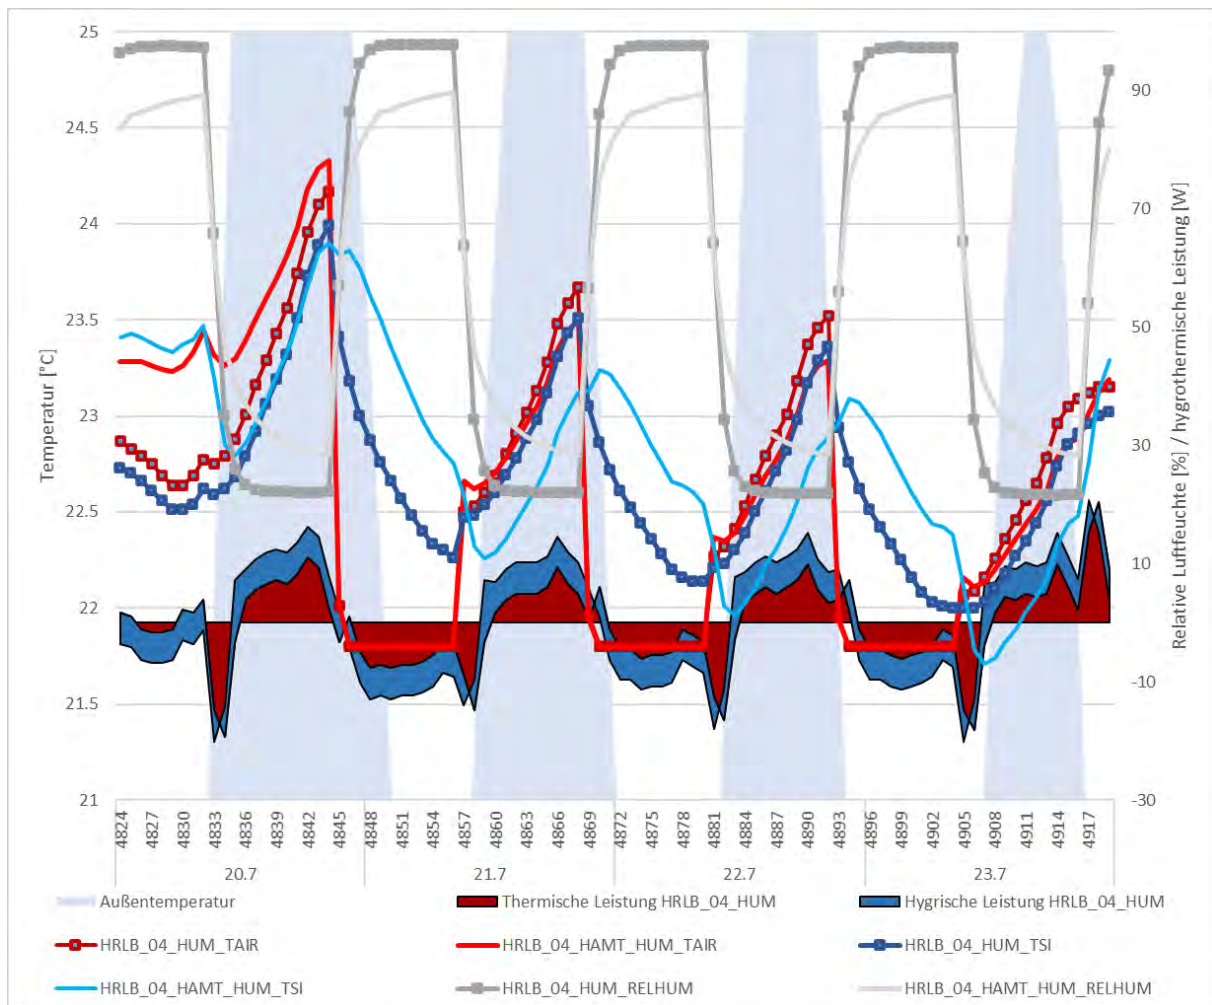 25
24.5
24
23.5
23
22.5
22
21.5
21
Temperatur [°C]
90
70
50
30
10
-10
-30
Relative Luftfeuchte [%] / hygrothermische Leistung [W]
4824 4827 4830 4833 4836 4839 4842 4845 4848 4851 4854 4857 4860 4863 4866 4869 4872 4875 4878 4881 4884 4887 4890 4893 4896 4899 4902 4905 4908 4911 4914 4917
20.7 21.7 22.7 23.7
Außentemperatur Thermische Leistung HRLB_04_HUM Hygrische Leistung HRLB_04_HUM
HRLB_04_HUM_TAIR HRLB_04_HAMT_HUM_TAIR HRLB_04_HUM_TSI
HRLB_04_HAMT_HUM_TSI HRLB_04_HUM_RELHUM HRLB_04_HAMT_HUM_RELHUM